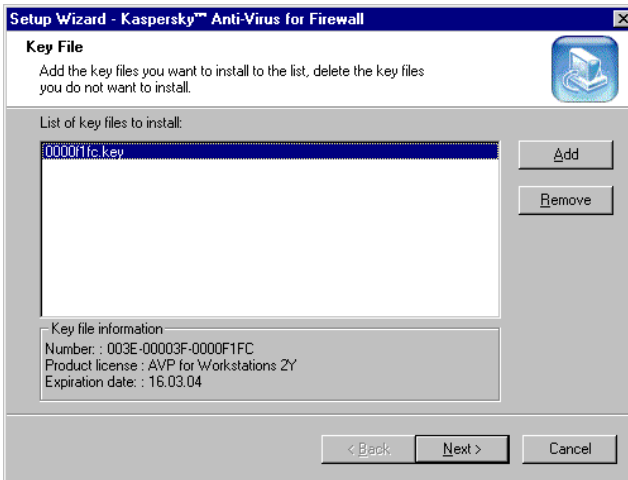 Setup Wizard - Kaspersky™ Anti-Virus for Firewall
Key File
Add the key files you want to install to the list, delete the key files
you do not want to install.
List of key files to install:
0000f1fc.key
Add
Remove
Key file information
Number: : 003E-00003F-0000F1FC
Product license : AVP for Workstations 2Y
Expiration date: : 16.03.04
< Back
Next >
Cancel